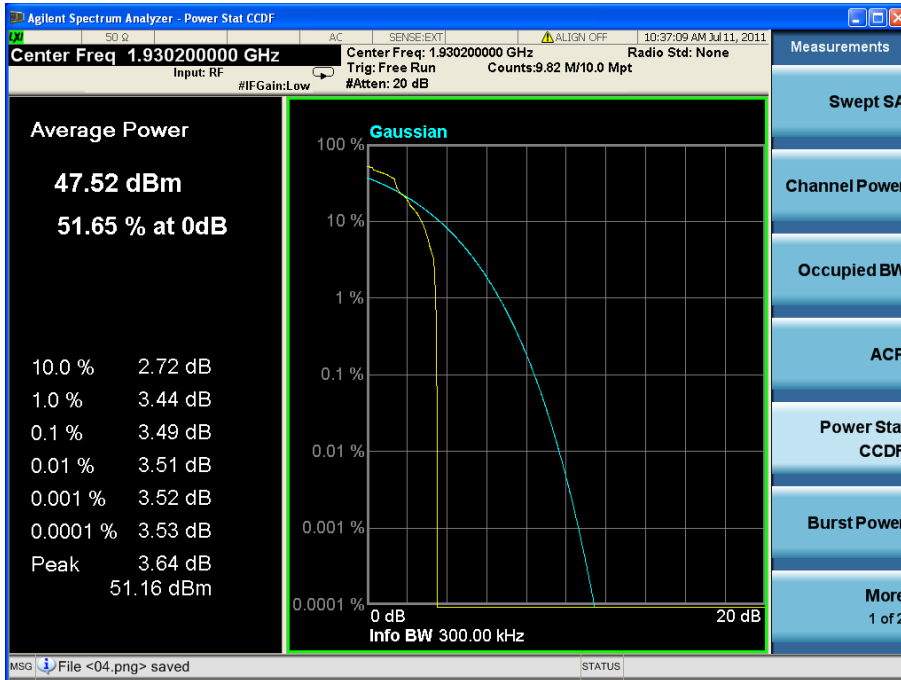 Agilent Spectrum Analyzer - Power Stat CCDF
LXI 50 Ω AC SENSE:EXT ALIGN OFF 10:37:09 AM Jul 11, 2011
Center Freq 1.930200000 GHz
Input: RF
#IFGain:Low
Center Freq: 1.930200000 GHz Radio Std: None
Trig: Free Run Counts:9.82 M/10.0 Mpt
#Atten: 20 dB
Average Power
47.52 dBm
51.65 % at 0dB
10.0 % 2.72 dB
1.0 % 3.44 dB
0.1 % 3.49 dB
0.01 % 3.51 dB
0.001 % 3.52 dB
0.0001 % 3.53 dB
Peak 3.64 dB
51.16 dBm
Gaussian
100 %
10 %
1 %
0.1 %
0.01 %
0.001 %
0.0001 %
0 dB 20 dB
Info BW 300.00 kHz
Measurements
Swept SA
Channel Power
Occupied BW
ACP
Power Sta
CCDF
Burst Power
More
1 of 2
MSG File <04.png> saved STATUS